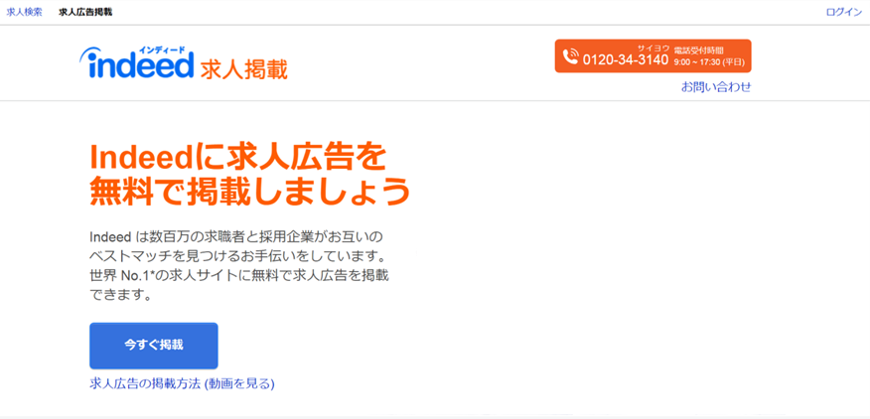 求人検索 求人広告掲載 ログイン
インディード
indeed 求人掲載
サイヨウ 電話受付時間
0120-34-3140 9:00 ~ 17:30 (平日)
お問い合わせ
Indeedに求人広告を
無料で掲載しましょう
Indeed は数百万の求職者と採用企業がお互いの
ベストマッチを見つけるお手伝いをしています。
世界 No.1*の求人サイトに無料で求人広告を掲載
できます。
今すぐ掲載
求人広告の掲載方法 (動画を見る)